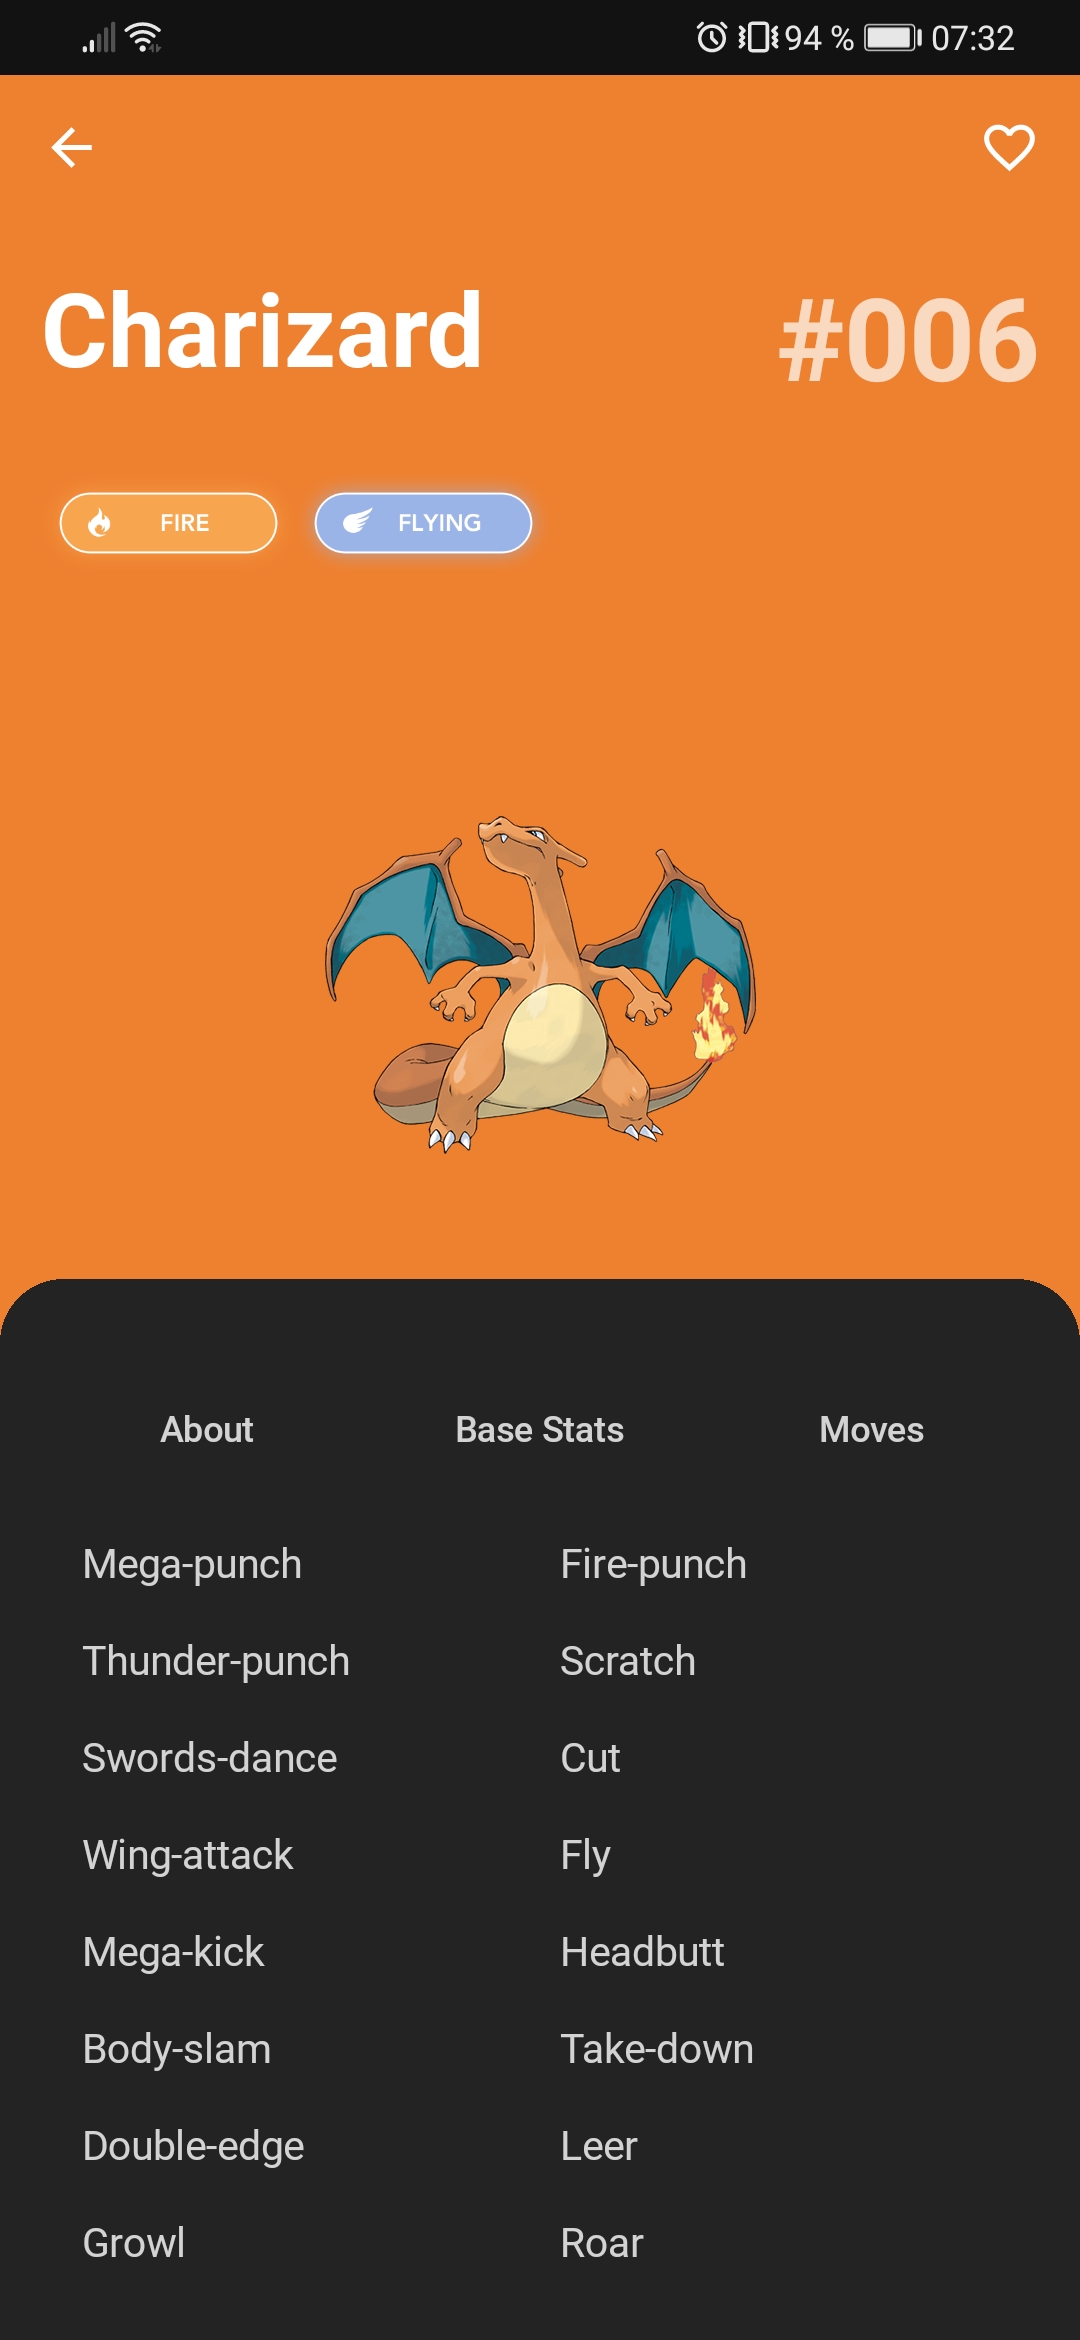 94 % 07:32
Charizard #006
FIRE FLYING
About Base Stats Moves
Mega-punch Fire-punch
Thunder-punch Scratch
Swords-dance Cut
Wing-attack Fly
Mega-kick Headbutt
Body-slam Take-down
Double-edge Leer
Growl Roar